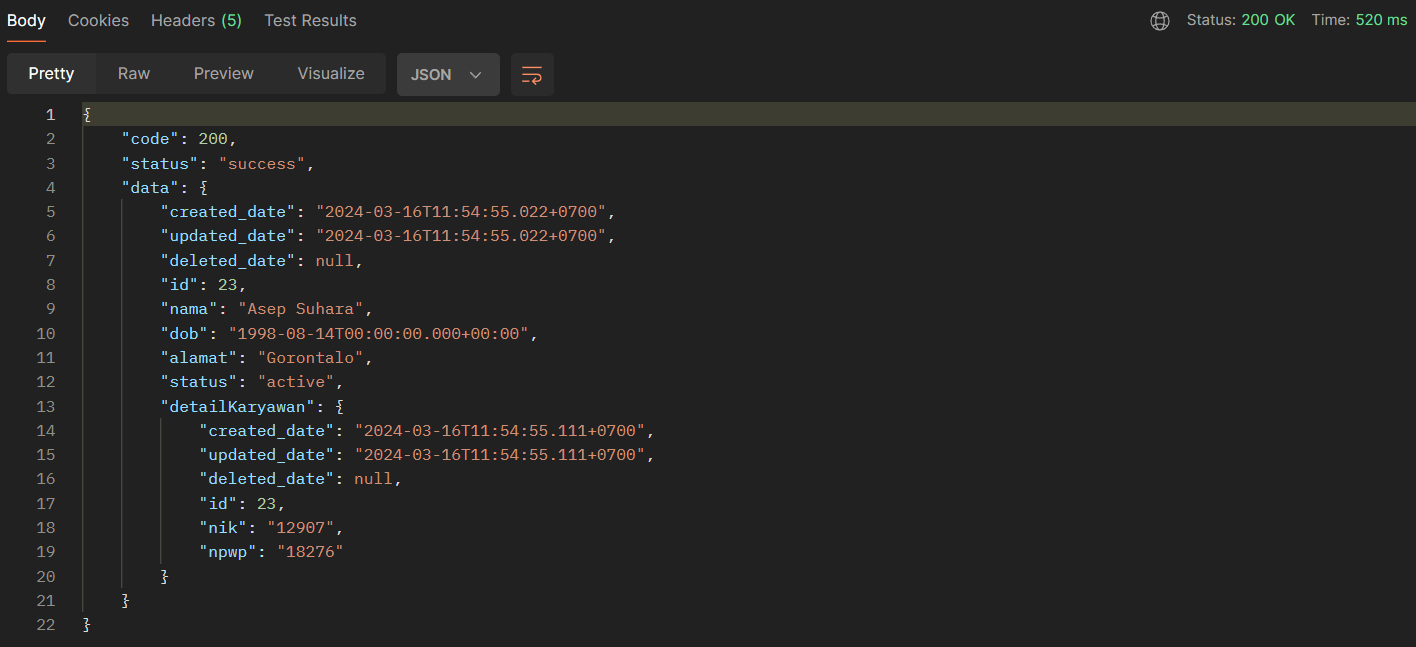 Body Cookies Headers (5) Test Results Status: 200 OK Time: 520 ms
Pretty Raw Preview Visualize JSON
1 {
2 "code": 200,
3 "status": "success",
4 "data": {
5 "created_date": "2024-03-16T11:54:55.022+0700",
6 "updated_date": "2024-03-16T11:54:55.022+0700",
7 "deleted_date": null,
8 "id": 23,
9 "nama": "Asep Suhara",
10 "dob": "1998-08-14T00:00:00.000+00:00",
11 "alamat": "Gorontalo",
12 "status": "active",
13 "detailKaryawan": {
14 "created_date": "2024-03-16T11:54:55.111+0700",
15 "updated_date": "2024-03-16T11:54:55.111+0700",
16 "deleted_date": null,
17 "id": 23,
18 "nik": "12907",
19 "npwp": "18276"
20 }
21 }
22 }